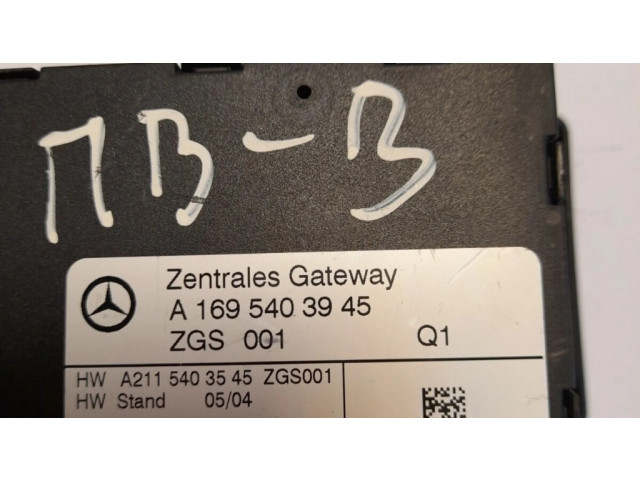 ПВ-В
Zentrales Gateway
A 169 540 39 45
ZGS 001 Q1
HW A211 540 35 45 ZGS001
HW Stand 05/04